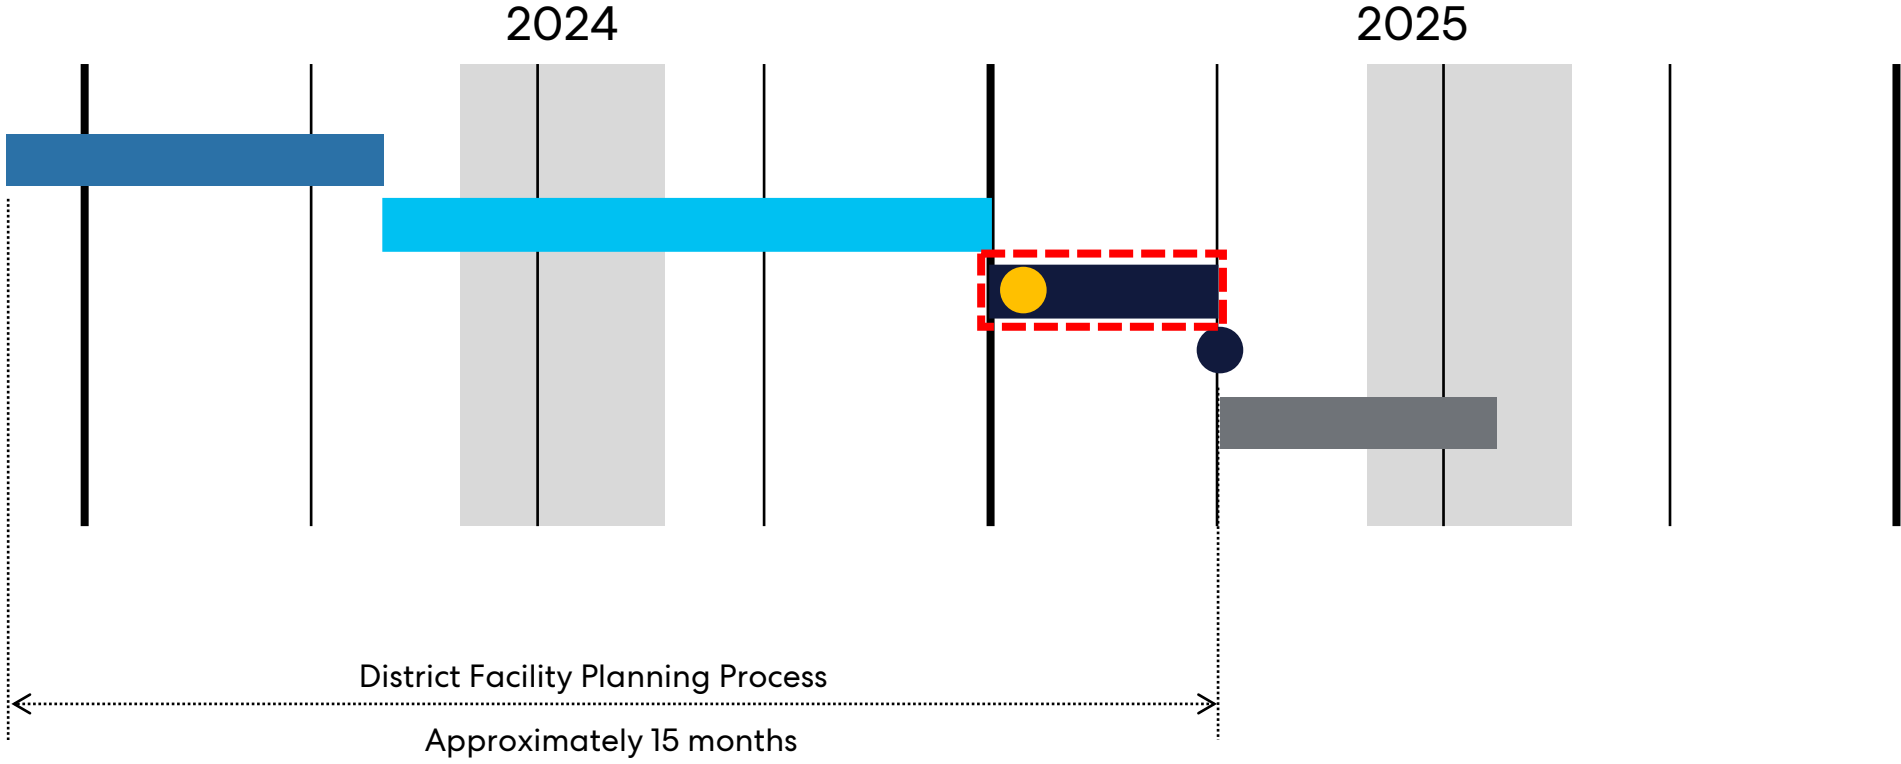 2024
2025
District Facility Planning Process
Approximately 15 months